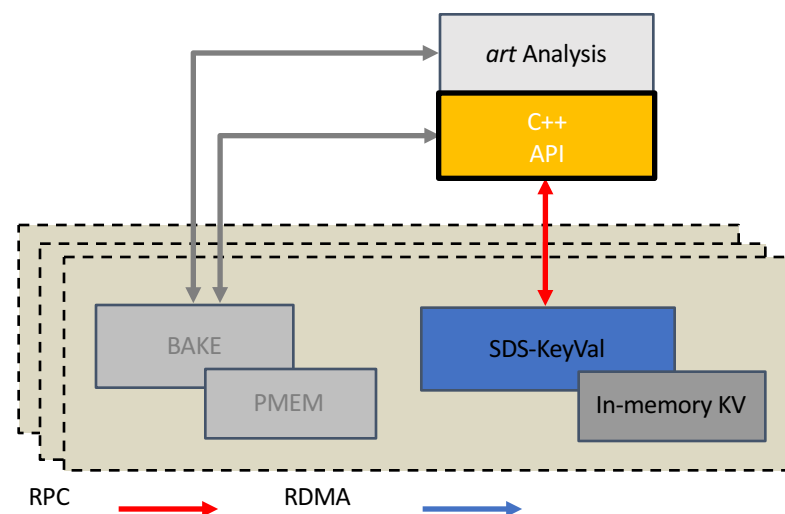 art Analysis
C++
API
BAKE
SDS-KeyVal
PMEM
In-memory KV
RPC
RDMA